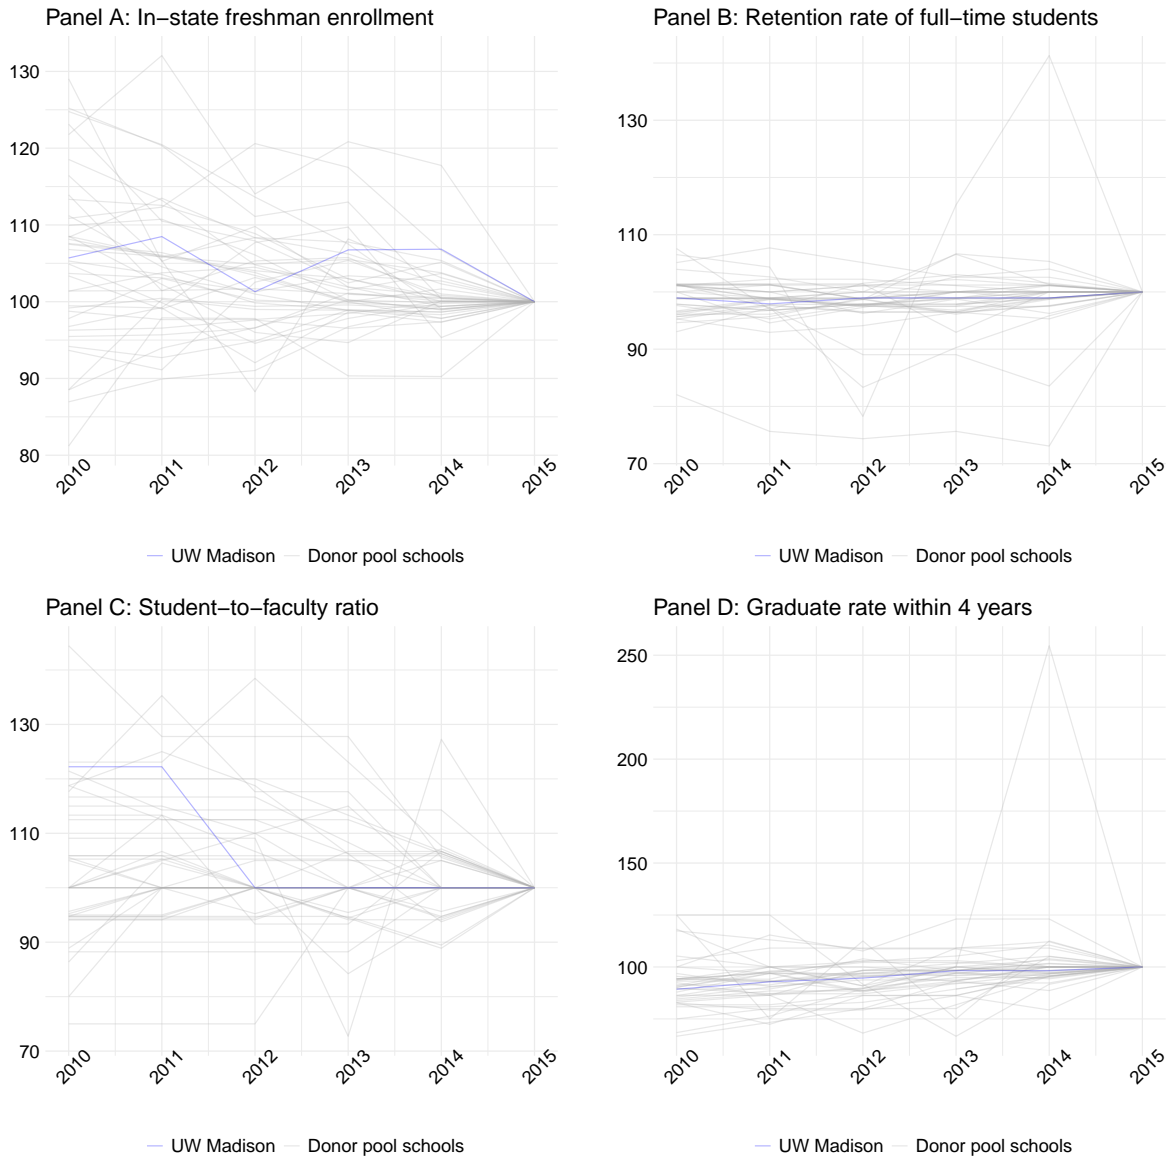 Panel A: In−state freshman enrollment
130
120
110
100
90
80
2010 2011 2012 2013 2014 2015
UW Madison Donor pool schools
Panel B: Retention rate of full−time students
130
110
90
70
2010 2011 2012 2013 2014 2015
UW Madison Donor pool schools
Panel C: Student−to−faculty ratio
130
110
90
70
2010 2011 2012 2013 2014 2015
UW Madison Donor pool schools
Panel D: Graduate rate within 4 years
250
200
150
100
2010 2011 2012 2013 2014 2015
UW Madison Donor pool schools